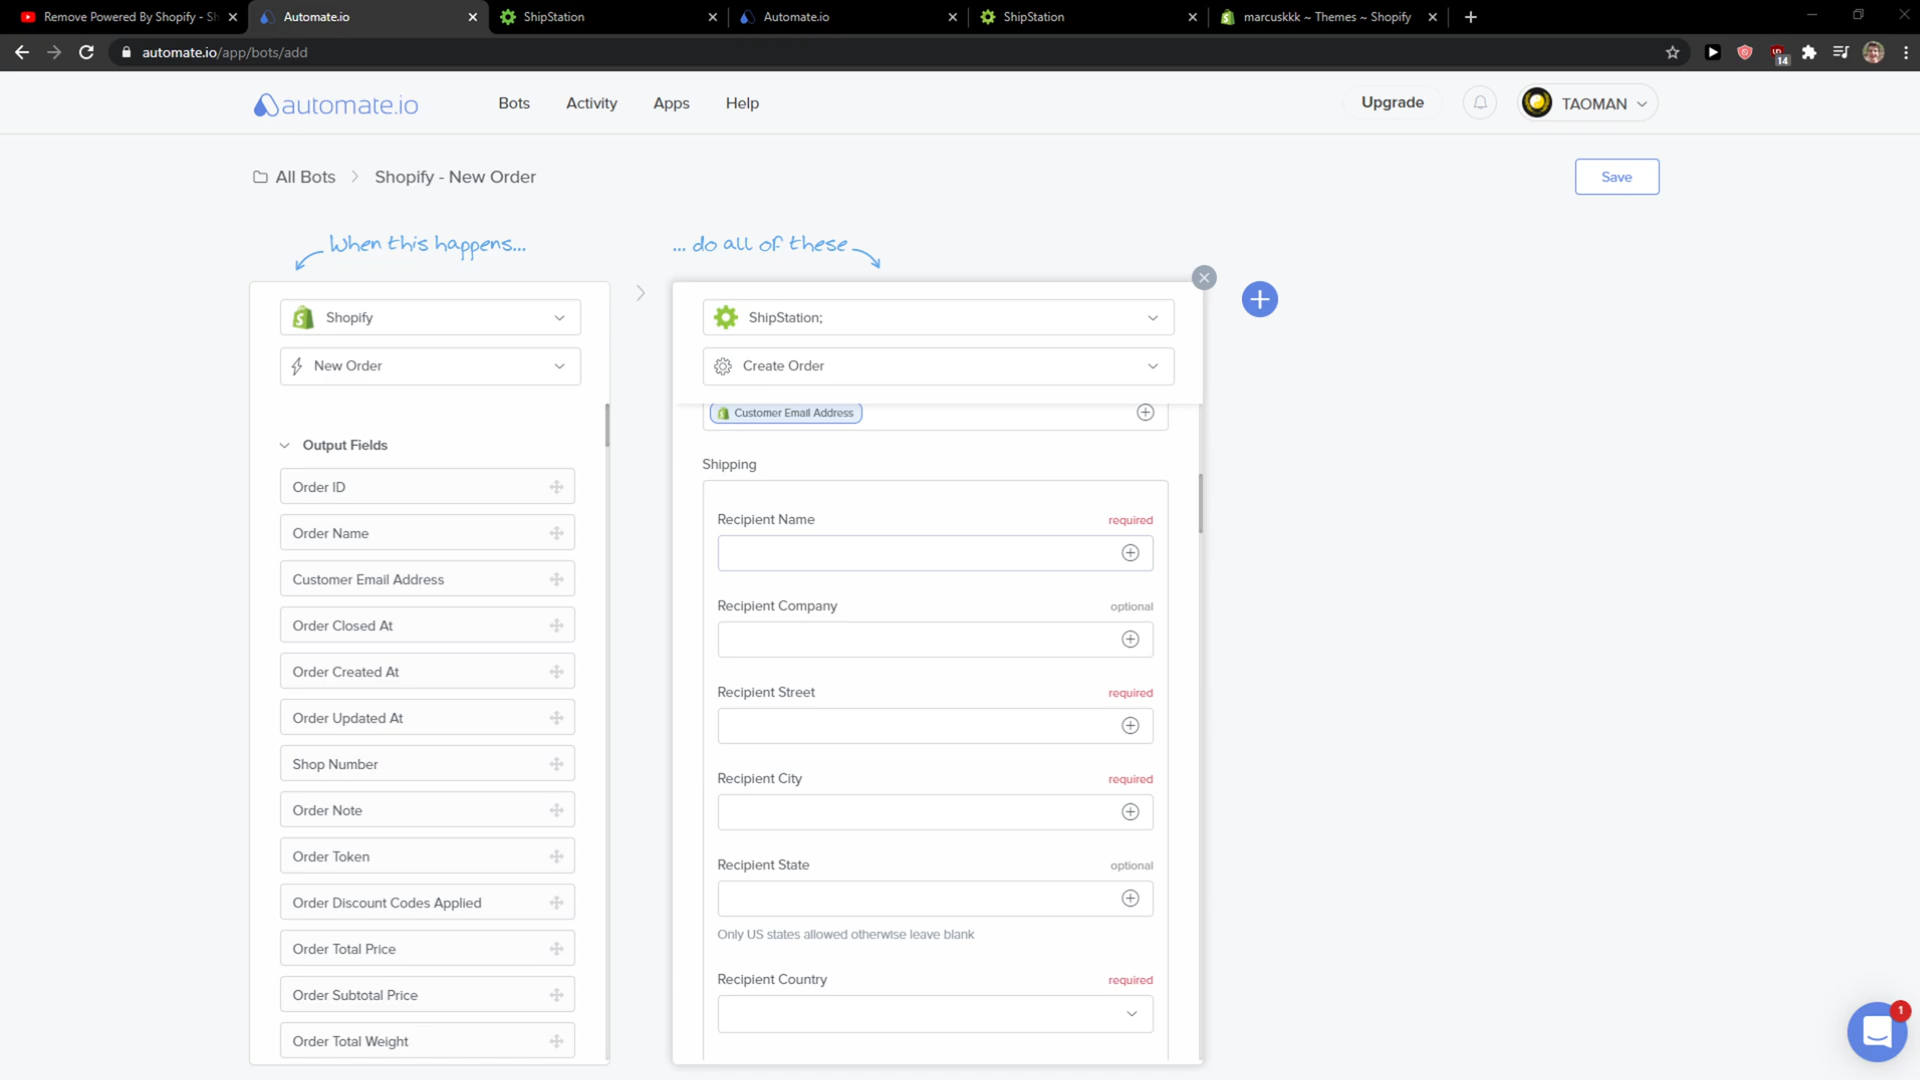 Remove Powered By Shopify - Sh
Automate.io
ShipStation
Automate.io
ShipStation
marcuskkk ~ Themes ~ Shopify
automate.io/app/bots/add
14
automate.io
Bots
Activity
Apps
Help
Upgrade
TAOMAN
All Bots
Shopify - New Order
Save
When this happens...
... do all of these
Shopify
New Order
Output Fields
Order ID
Order Name
Customer Email Address
Order Closed At
Order Created At
Order Updated At
Shop Number
Order Note
Order Token
Order Discount Codes Applied
Order Total Price
Order Subtotal Price
Order Total Weight
ShipStation;
Create Order
Customer Email Address
Shipping
Recipient Name required
Recipient Company optional
Recipient Street required
Recipient City required
Recipient State optional
Only US states allowed otherwise leave blank
Recipient Country required
1